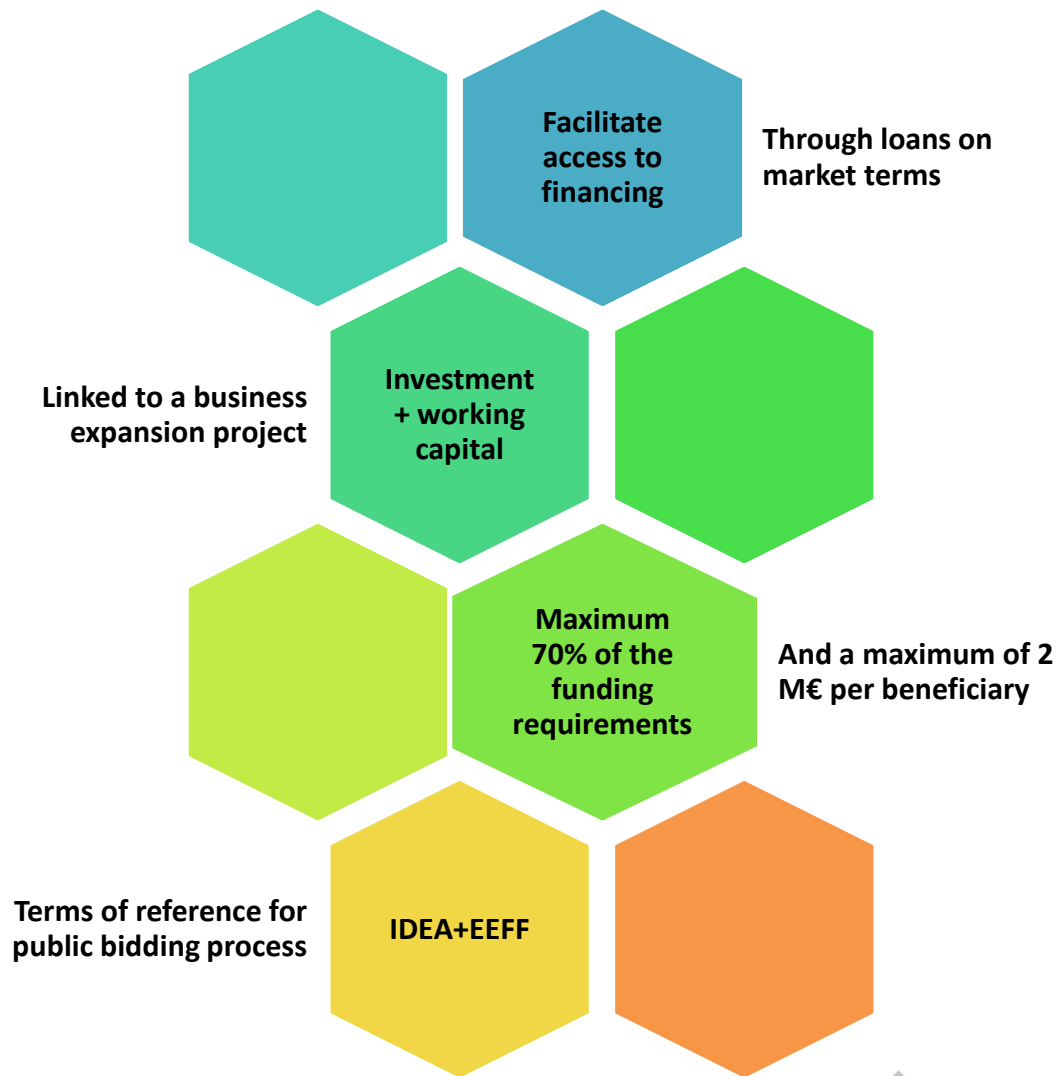 Facilitate
access to
financing
Through loans on
market terms
Linked to a business
expansion project
Investment
+ working
capital
Maximum
70% of the
funding
requirements
And a maximum of 2
M€ per beneficiary
Terms of reference for
public bidding process
IDEA+EEFF